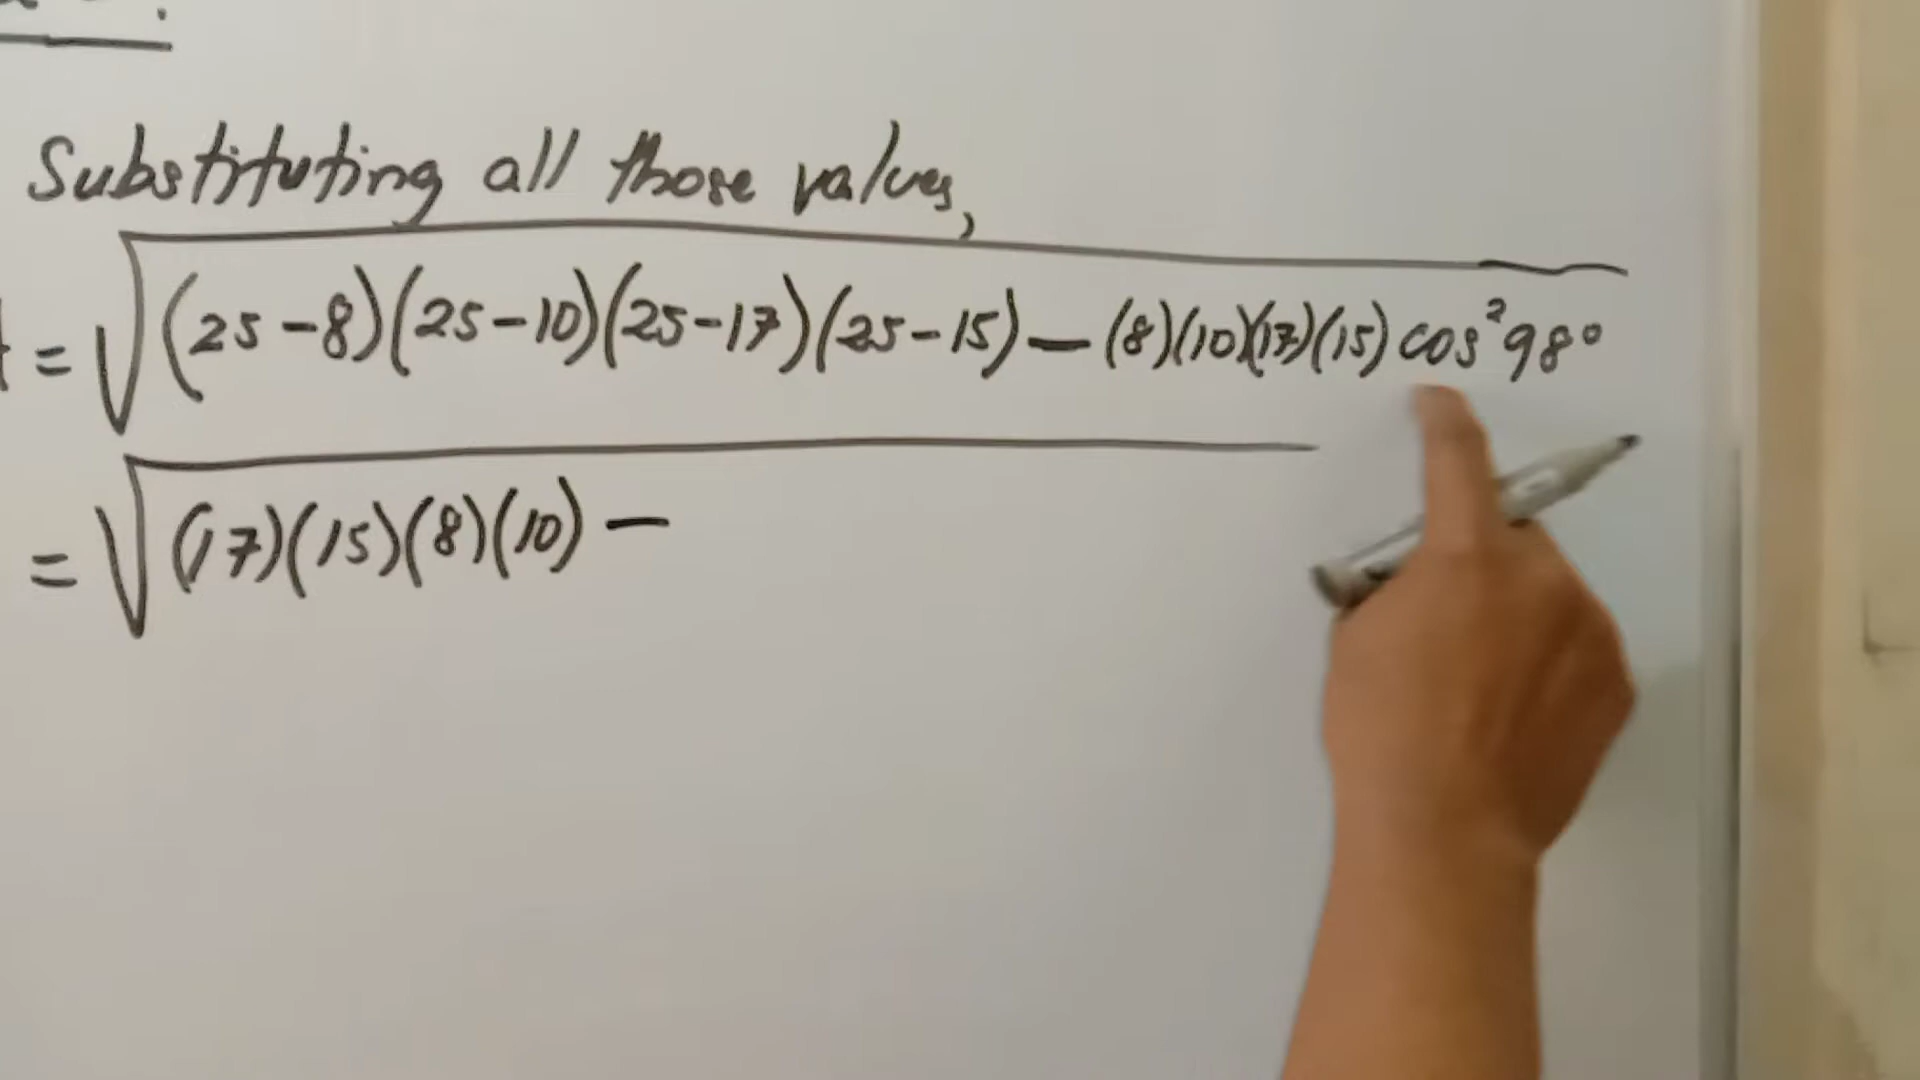 Substituting all those values,
= √(25-8)(25-10)(25-17)(25-15) - (8)(10)(17)(15) cos²98°
= √(17)(15)(8)(10) -